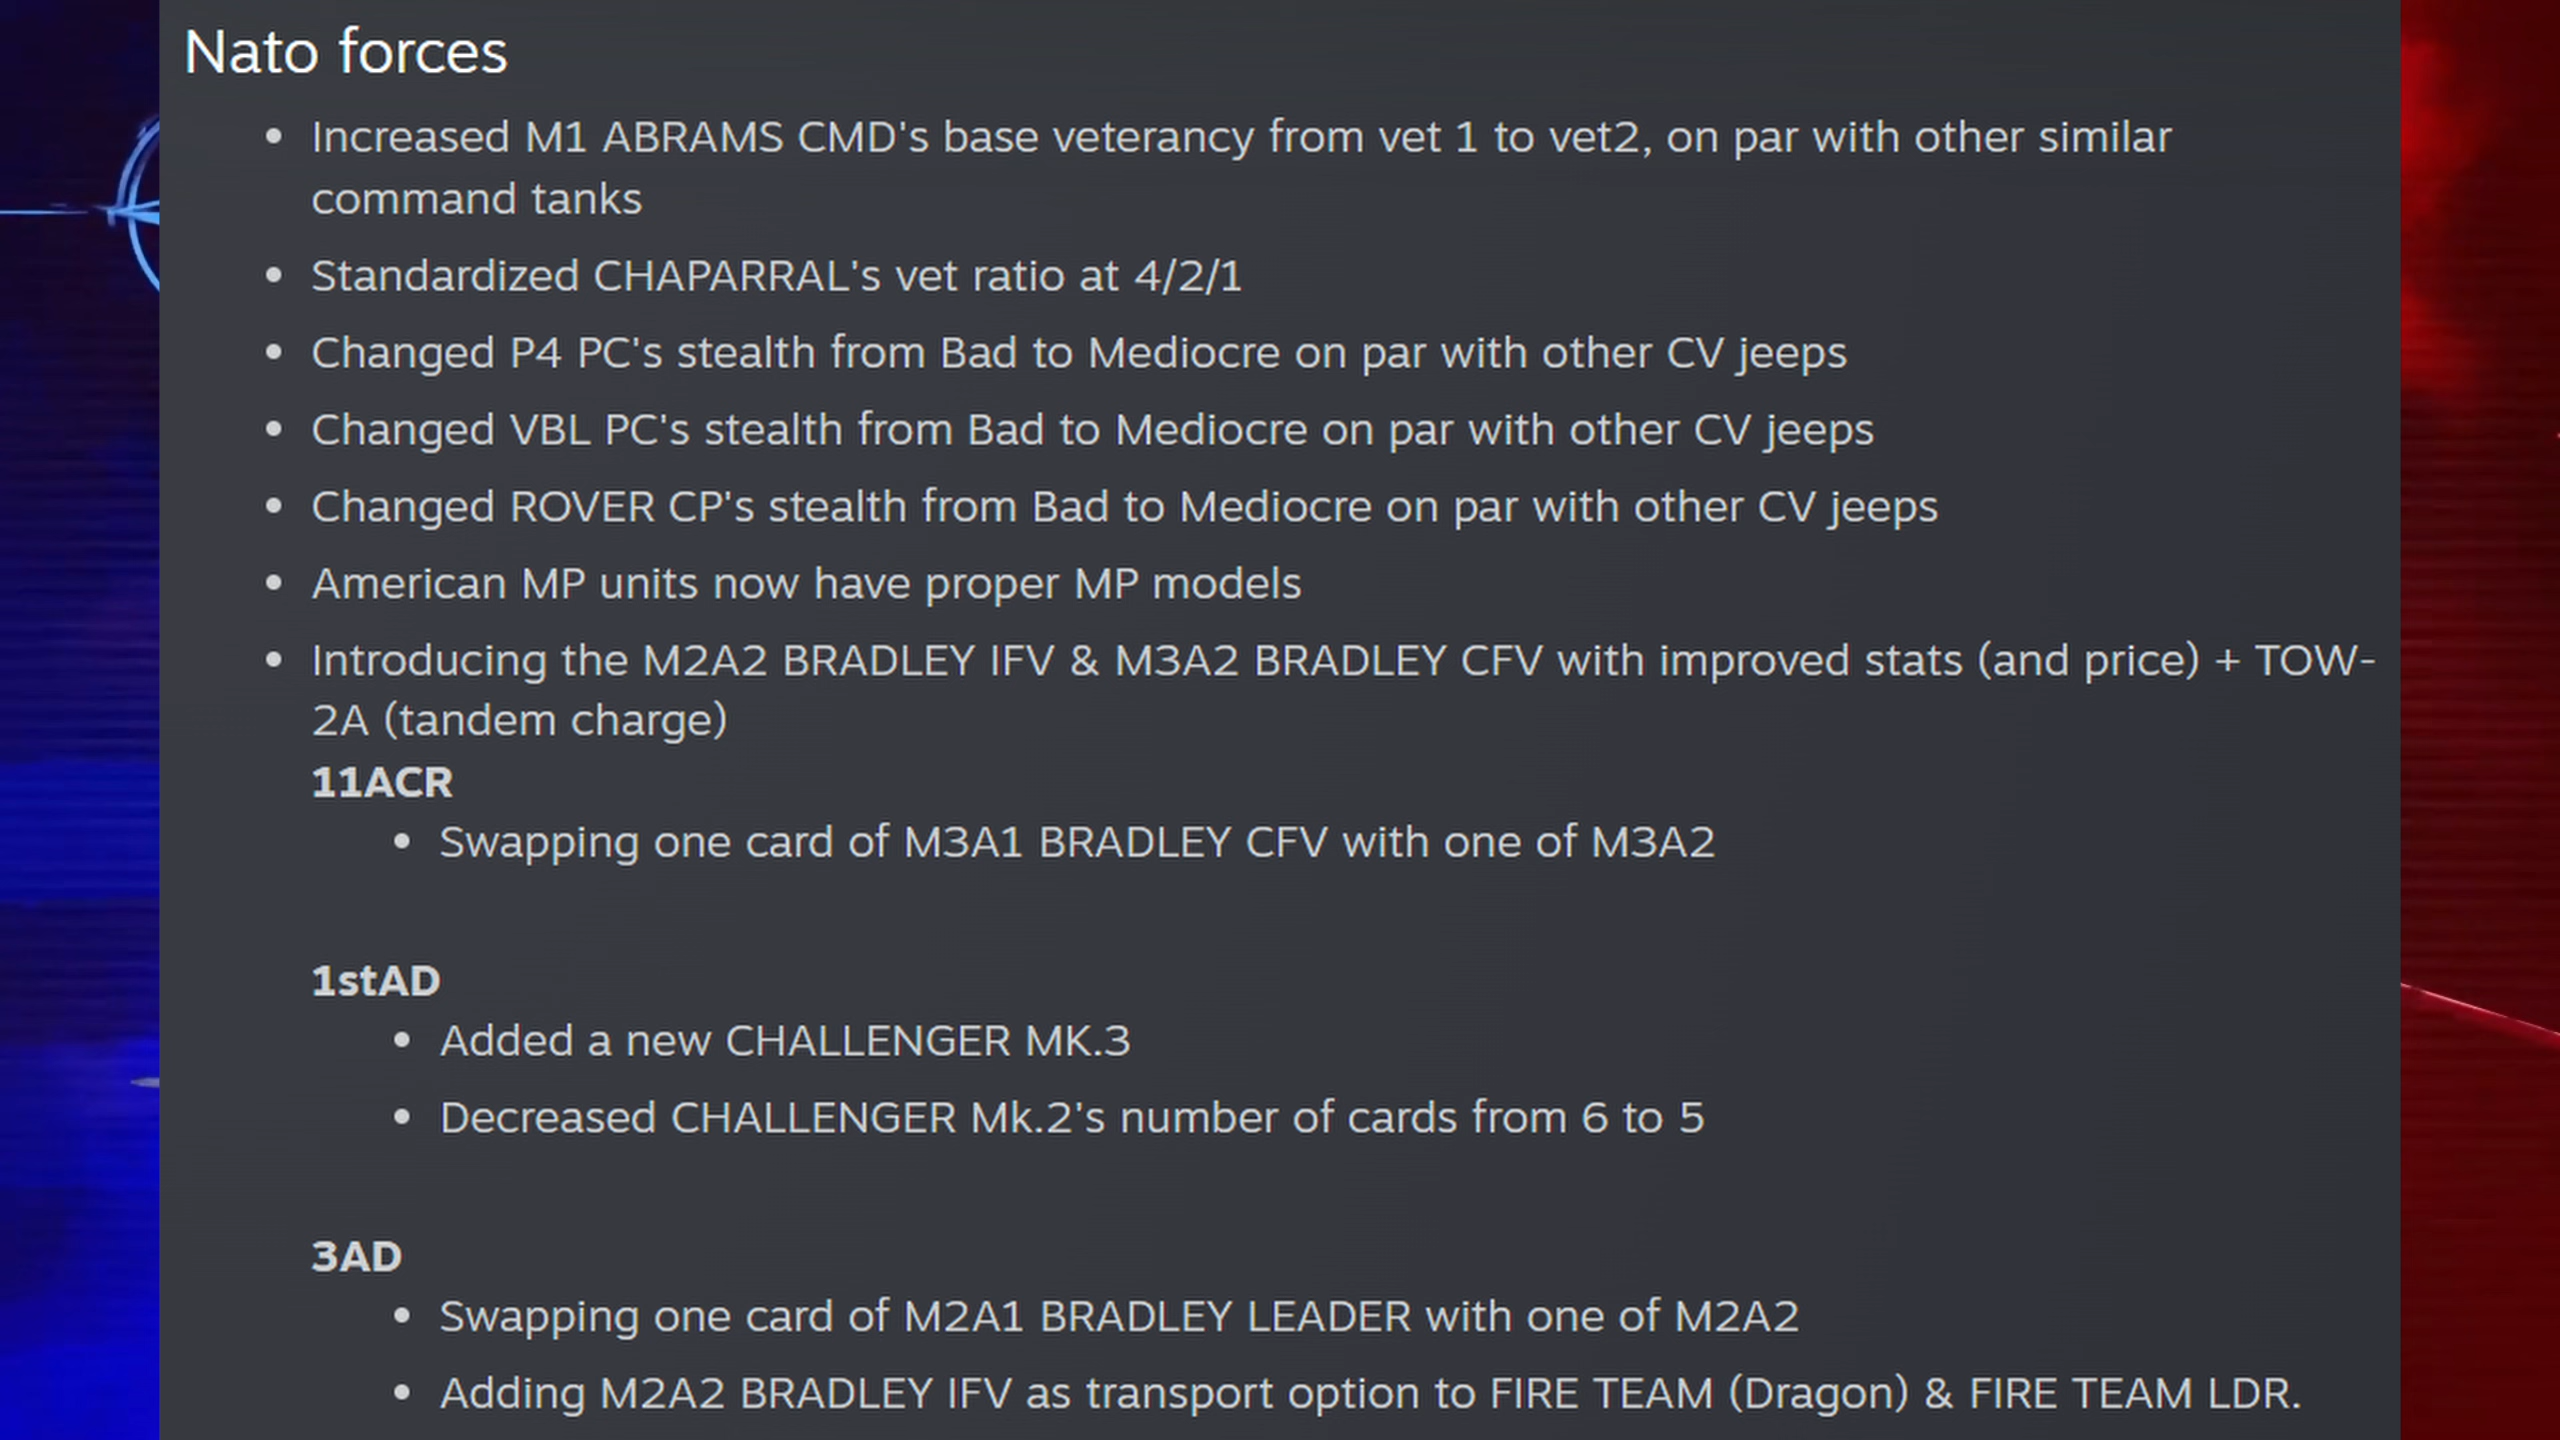 Nato forces
Increased M1 ABRAMS CMD's base veterancy from vet 1 to vet2, on par with other similar
command tanks
Standardized CHAPARRAL's vet ratio at 4/2/1
Changed P4 PC's stealth from Bad to Mediocre on par with other CV jeeps
Changed VBL PC's stealth from Bad to Mediocre on par with other CV jeeps
Changed ROVER CP's stealth from Bad to Mediocre on par with other CV jeeps
American MP units now have proper MP models
Introducing the M2A2 BRADLEY IFV & M3A2 BRADLEY CFV with improved stats (and price) + TOW-
2A (tandem charge)
11ACR
Swapping one card of M3A1 BRADLEY CFV with one of M3A2
1stAD
Added a new CHALLENGER MK.3
Decreased CHALLENGER Mk.2's number of cards from 6 to 5
3AD
Swapping one card of M2A1 BRADLEY LEADER with one of M2A2
Adding M2A2 BRADLEY IFV as transport option to FIRE TEAM (Dragon) & FIRE TEAM LDR.